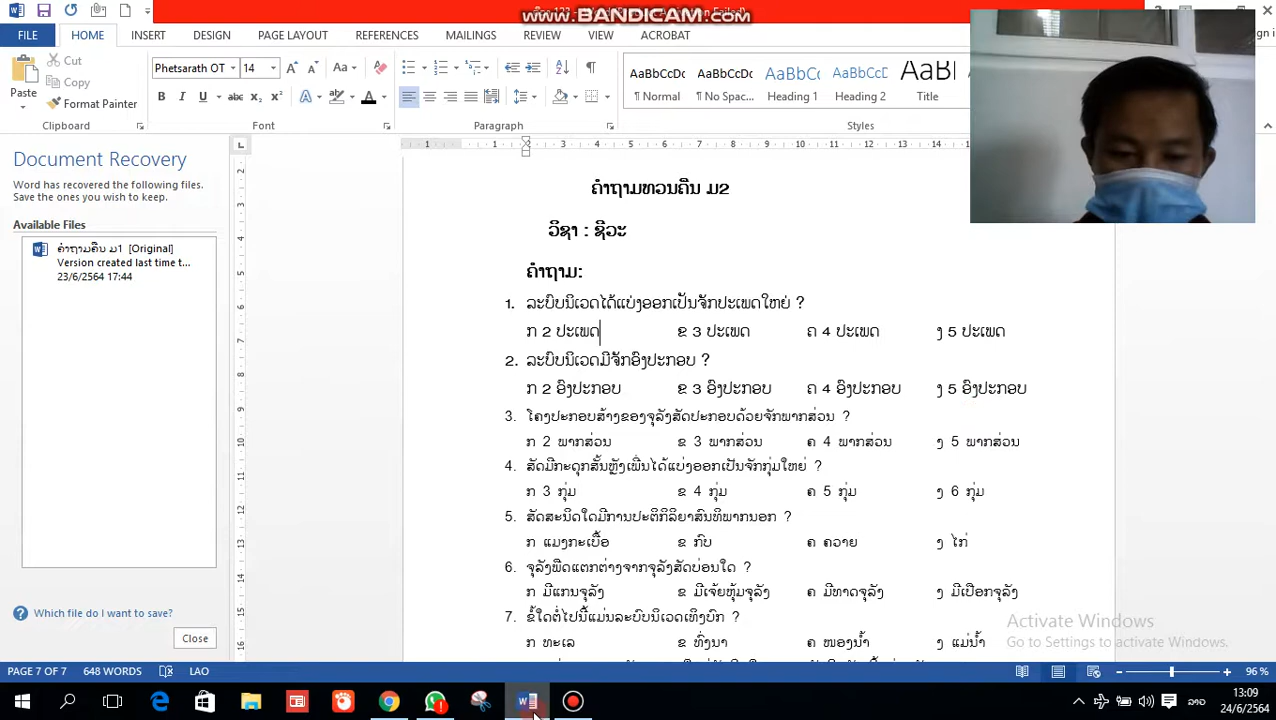 www.BANDICAM.com
FILE HOME INSERT DESIGN PAGE LAYOUT REFERENCES MAILINGS REVIEW VIEW ACROBAT
Cut
Copy
Format Painter
Paste
Phetsarath OT 14
AaBbCcDc AaBbCcDc AaBbCc AaBbCcD AaBl
¶ Normal ¶ No Spac... Heading 1 Heading 2 Title
Clipboard Font Paragraph Styles
Document Recovery
Word has recovered the following files.
Save the ones you wish to keep.
Available Files
ຄຳຖາມຄືນ ມ1 [Original]
Version created last time t...
23/6/2564 17:44
Which file do I want to save?
Close
ຄຳຖາມທວນຄືນ ມ2
ວິຊາ : ຊີວະ
ຄຳຖາມ:
1. ລະບົບນິເວດໄດ້ແບ່ງອອກເປັນຈັກປະເພດໃຫຍ່ ?
ກ 2 ປະເພດ ຂ 3 ປະເພດ ຄ 4 ປະເພດ ງ 5 ປະເພດ
2. ລະບົບນິເວດມີຈັກອົງປະກອບ ?
ກ 2 ອົງປະກອບ ຂ 3 ອົງປະກອບ ຄ 4 ອົງປະກອບ ງ 5 ອົງປະກອບ
3. ໂຄງປະກອບສ້າງຂອງຈຸລັງສັດປະກອບດ້ວຍຈັກພາກສ່ວນ ?
ກ 2 ພາກສ່ວນ ຂ 3 ພາກສ່ວນ ຄ 4 ພາກສ່ວນ ງ 5 ພາກສ່ວນ
4. ສັດມີກະດຸກສັ້ນຫຼັງເພີ່ນໄດ້ແບ່ງອອກເປັນຈັກກຸ່ມໃຫຍ່ ?
ກ 3 ກຸ່ມ ຂ 4 ກຸ່ມ ຄ 5 ກຸ່ມ ງ 6 ກຸ່ມ
5. ສັດສະນິດໃດມີການປະຕິກິລິຍາສົນທິພາກນອກ ?
ກ ແມງກະເບື້ອ ຂ ກົບ ຄ ຄວາຍ ງ ໄກ່
6. ຈຸລັງພືດແຕກຕ່າງຈາກຈຸລັງສັດບ່ອນໃດ ?
ກ ມີແກນຈຸລັງ ຂ ມີເຈ້ຍຫຸ້ມຈຸລັງ ຄ ມີທາດຈຸລັງ ງ ມີເປືອກຈຸລັງ
7. ຂໍ້ໃດຕໍ່ໄປນີ້ແມ່ນລະບົບນິເວດເທິງບົກ ?
ກ ທະເລ ຂ ທົ່ງນາ ຄ ໜອງນ້ຳ ງ ແມ່ນ້ຳ
Activate Windows
Go to Settings to activate Windows.
PAGE 7 OF 7 648 WORDS LAO 96 %
ລາວ
13:09
24/6/2564